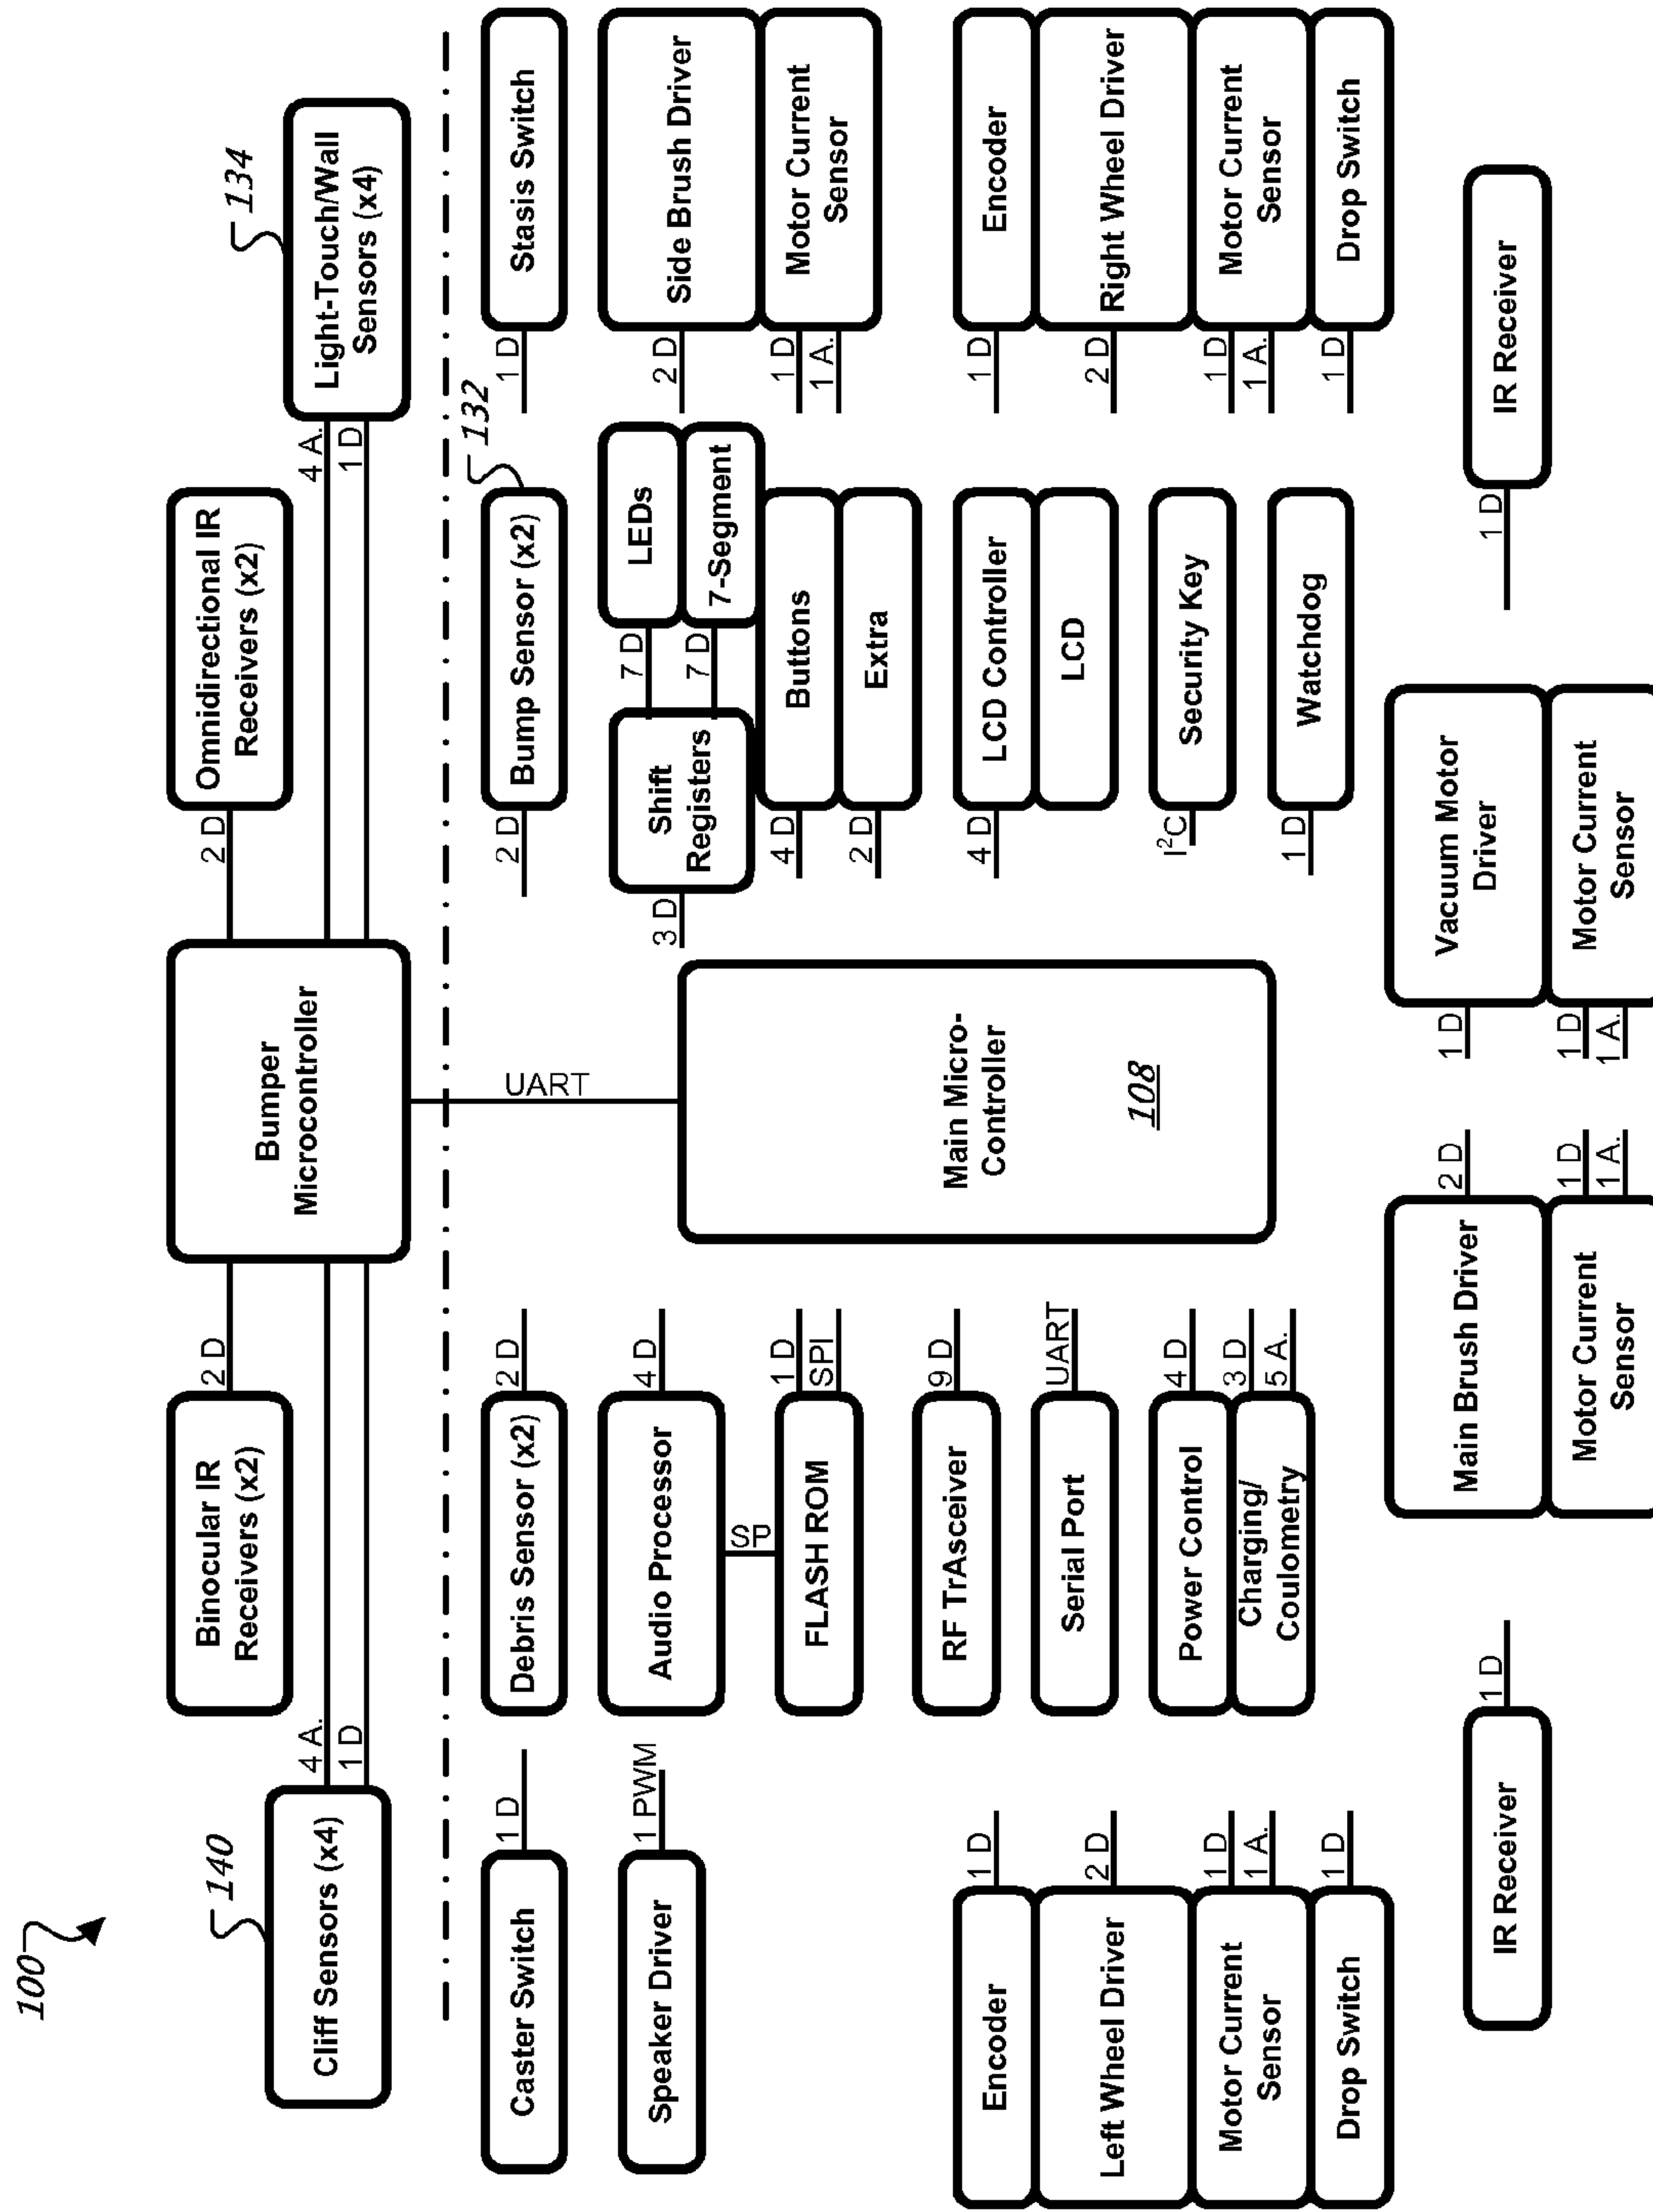 100
140
Cliff Sensors (x4)
4 A.
1 D
Binocular IR
Receivers (x2)
2 D
Bumper
Microcontroller
2 D
Omnidirectional IR
Receivers (x2)
4 A.
1 D
134
Light-Touch/Wall
Sensors (x4)
UART
Caster Switch
1 D
Speaker Driver
1 PWM
Encoder
1 D
Left Wheel Driver
2 D
Motor Current
Sensor
1 D
1 A.
Drop Switch
1 D
IR Receiver
1 D
Debris Sensor (x2)
2 D
Audio Processor
4 D
SP
FLASH ROM
1 D
SPI
RF TrAsceiver
9 D
Serial Port
UART
Power Control
4 D
Charging/
Coulometry
3 D
5 A.
Main Brush Driver
2 D
Motor Current
Sensor
1 D
1 A.
Main Micro-
Controller
108
2 D
Bump Sensor (x2)
132
3 D
Shift
Registers
7 D
LEDs
7 D
7-Segment
4 D
Buttons
2 D
Extra
4 D
LCD Controller
LCD
I²C
Security Key
1 D
Watchdog
1 D
Vacuum Motor
Driver
1 D
1 A.
Motor Current
Sensor
1 D
Stasis Switch
2 D
Side Brush Driver
1 D
1 A.
Motor Current
Sensor
1 D
Encoder
2 D
Right Wheel Driver
1 D
1 A.
Motor Current
Sensor
1 D
Drop Switch
1 D
IR Receiver